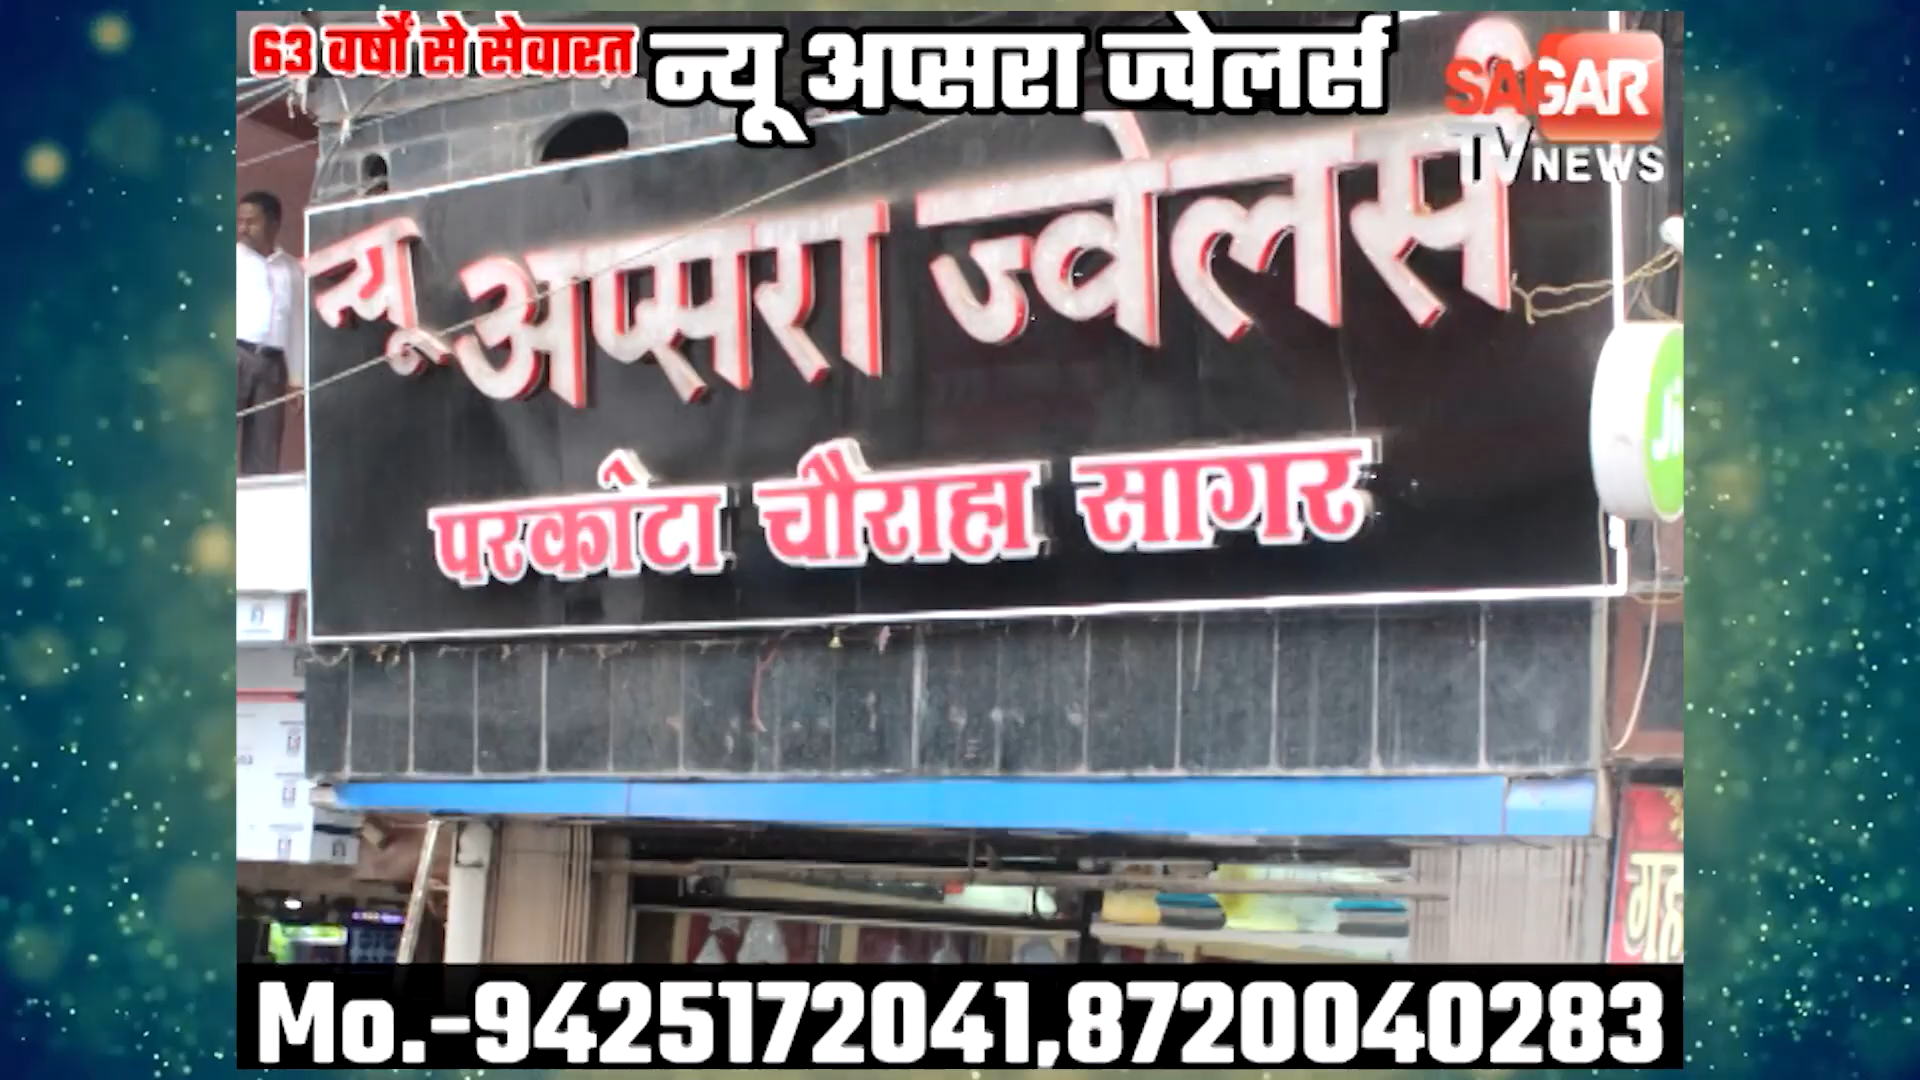 63 वर्षों से सेवारत न्यू अप्सरा ज्वेलर्स
SAGAR
TV NEWS
न्यू अप्सरा ज्वेलर्स
परकोटा चौराहा सागर
Mo.-9425172041,8720040283